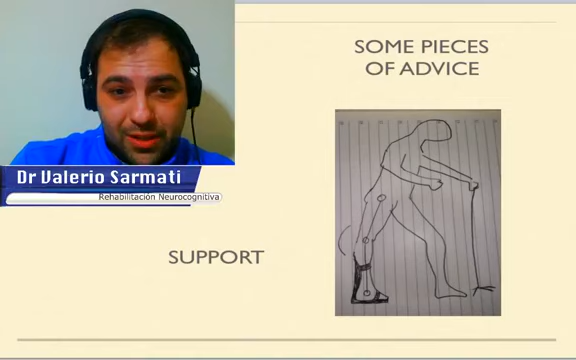 SOME PIECES
OF ADVICE
Dr Valerio Sarmati
Rehabilitación Neurocognitiva
SUPPORT